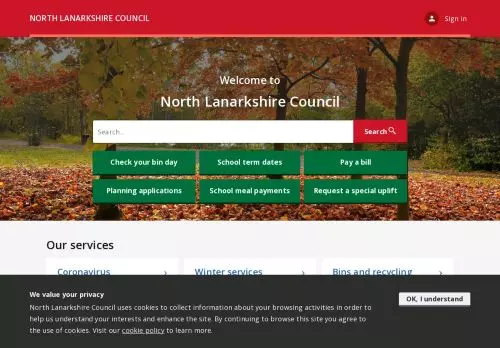 NORTH LANARKSHIRE COUNCIL
Sign in
Welcome to
North Lanarkshire Council
Search...
Search
Check your bin day
School term dates
Pay a bill
Planning applications
School meal payments
Request a special uplift
Our services
Coronavirus
Winter services
Bins and recycling
We value your privacy
North Lanarkshire Council uses cookies to collect information about your browsing activities in order to
help us understand your interests and enhance the site. By continuing to browse this site you agree to
the use of cookies. Visit our cookie policy to learn more.
OK, I understand